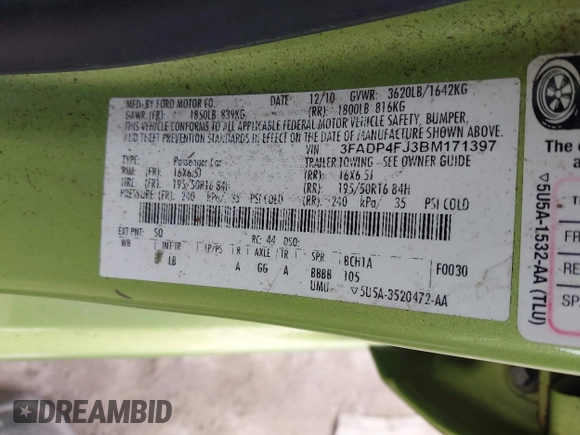 MFD. BY FORD MOTOR CO.
DATE: 12/10 GVWR: 3620LB/1642KG
GAWR (FR): 1850LB 839KG (RR): 1800LB 816KG
THIS VEHICLE CONFORMS TO ALL APPLICABLE FEDERAL MOTOR VEHICLE SAFETY, BUMPER,
AND THEFT PREVENTION STANDARDS IN EFFECT ON THE DATE OF MANUFACTURE SHOWN ABOVE.
VIN 3FADP4FJ3BM171397
TYPE: Passenger Car TRAILER TOWING - SEE OWNER GUIDE
RIM: (FR) 16X6.5J (RR): 16X6.5J
TIRE: (FR) 195/50R16 84H (RR): 195/50R16 84H
PRESSURE: (FR) 240 kPa/ 35 PSI COLD (RR): 240 kPa/ 35 PSI COLD
EXT PNT: SQ RC: 44 DSO:
WB INT TR TP/PS R AXLE TR SPR BCH1A
LB A GG A BBBB 105 F0030
UMU ▽5U5A-3520472-AA
The
▽5U5A-1532-AA (TLU)
FR
RE
SP
DREAMBID